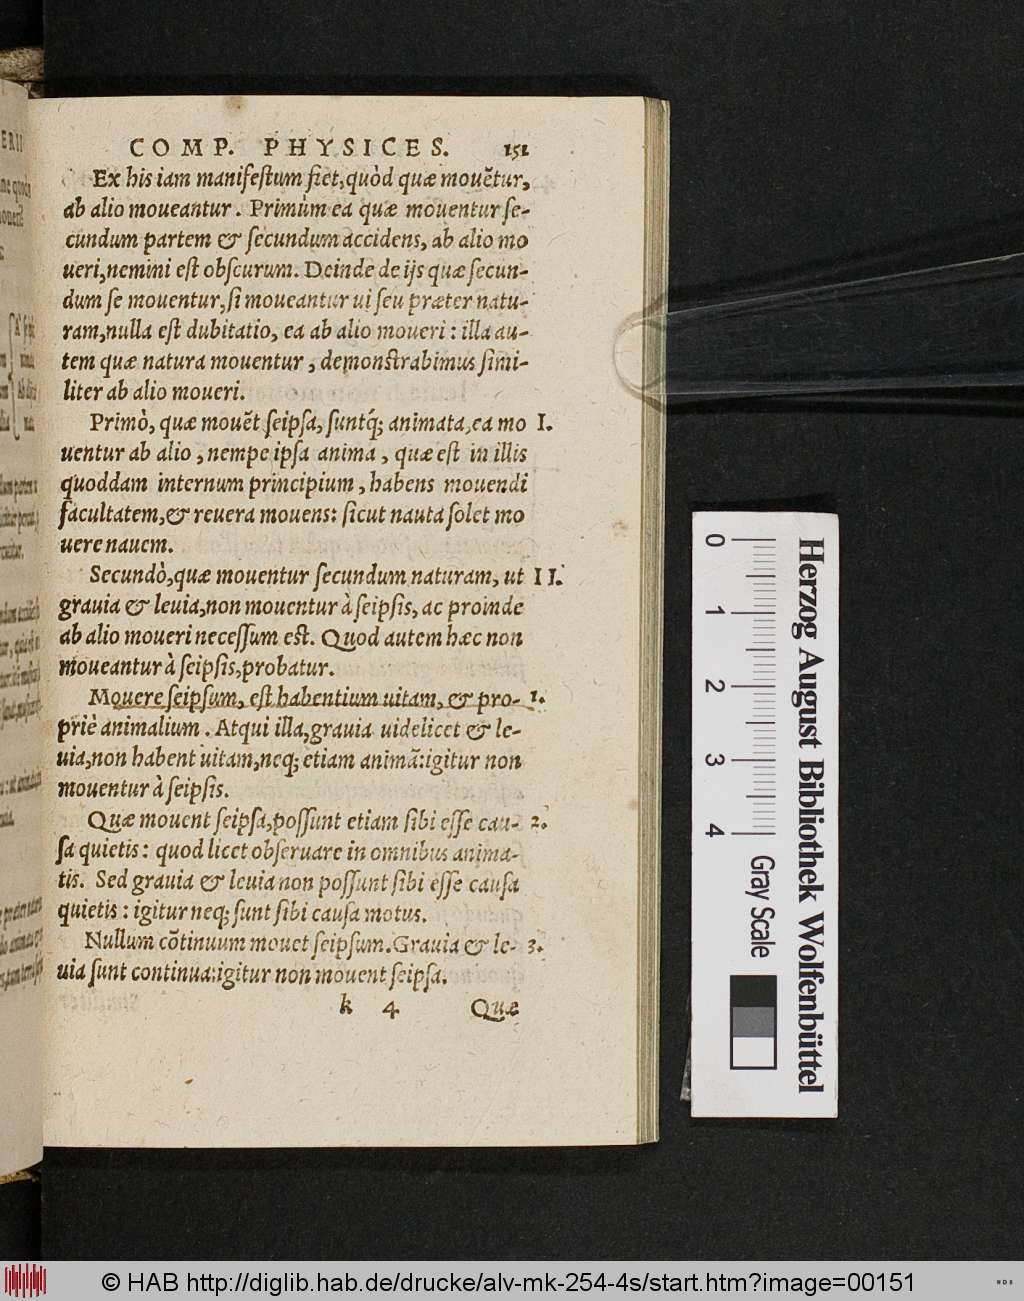 COMP. PHYSICES. 151
Ex his iam manifeſtum fiet, quòd quæ mouẽtur,
ab alio moueantur. Primùm ea quæ mouentur ſe-
cundum partem & ſecundum accidens, ab alio mo
ueri, nemini eſt obſcurum. Deinde de ijs quæ ſecun-
dum ſe mouentur, ſi moueantur ui ſeu præter natu-
ram, nulla eſt dubitatio, ea ab alio moueri: illa au-
tem quæ natura mouentur, demonſtrabimus ſimi-
liter ab alio moueri.
Primò, quæ mouẽt ſeipſa, ſuntq́; animata, ea mo I.
uentur ab alio, nempe ipſa anima, quæ eſt in illis
quoddam internum principium, habens mouendi
facultatem, & reuera mouens: ſicut nauta ſolet mo
uere nauem.
Secundò, quæ mouentur ſecundum naturam, ut II.
grauia & leuia, non mouentur à ſeipſis, ac proinde
ab alio moueri neceſſum eſt. Quod autem hæc non
moueantur à ſeipſis, probatur.
Mouere ſeipſum, eſt habentium uitam, & pro- 1.
priè animalium. Atqui illa, grauia uidelicet & le-
uia, non habent uitam, neq; etiam animã: igitur non
mouentur à ſeipſis.
Quæ mouent ſeipſa, poſſunt etiam ſibi eſſe cau- 2.
ſa quietis: quod licet obſeruare in omnibus anima-
tis. Sed grauia & leuia non poſſunt ſibi eſſe cauſa
quietis: igitur neq; ſunt ſibi cauſa motus.
Nullum cõtinuum mouet ſeipſum. Grauia & le- 3.
uia ſunt continua: igitur non mouent ſeipſa.
k 4 Quæ
0 1 2 3 4
Gray Scale
Herzog August Bibliothek Wolfenbüttel
© HAB http://diglib.hab.de/drucke/alv-mk-254-4s/start.htm?image=00151